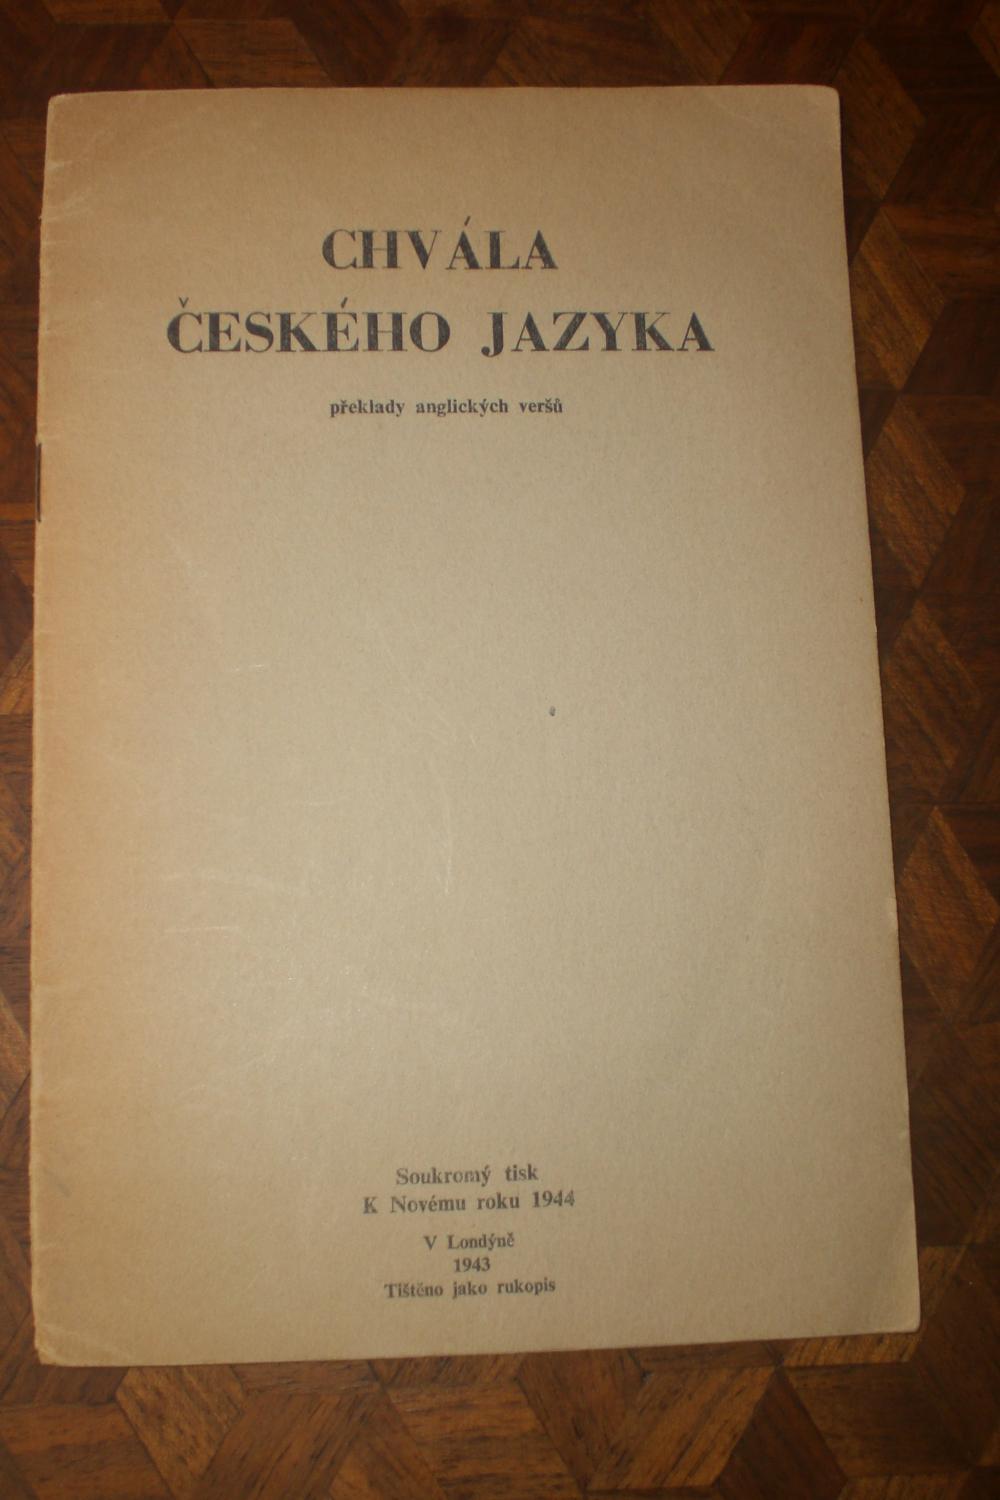 CHVÁLA
ČESKÉHO JAZYKA
překlady anglických veršů
Soukromý tisk
K Novému roku 1944
V Londýně
1943
Tištěno jako rukopis